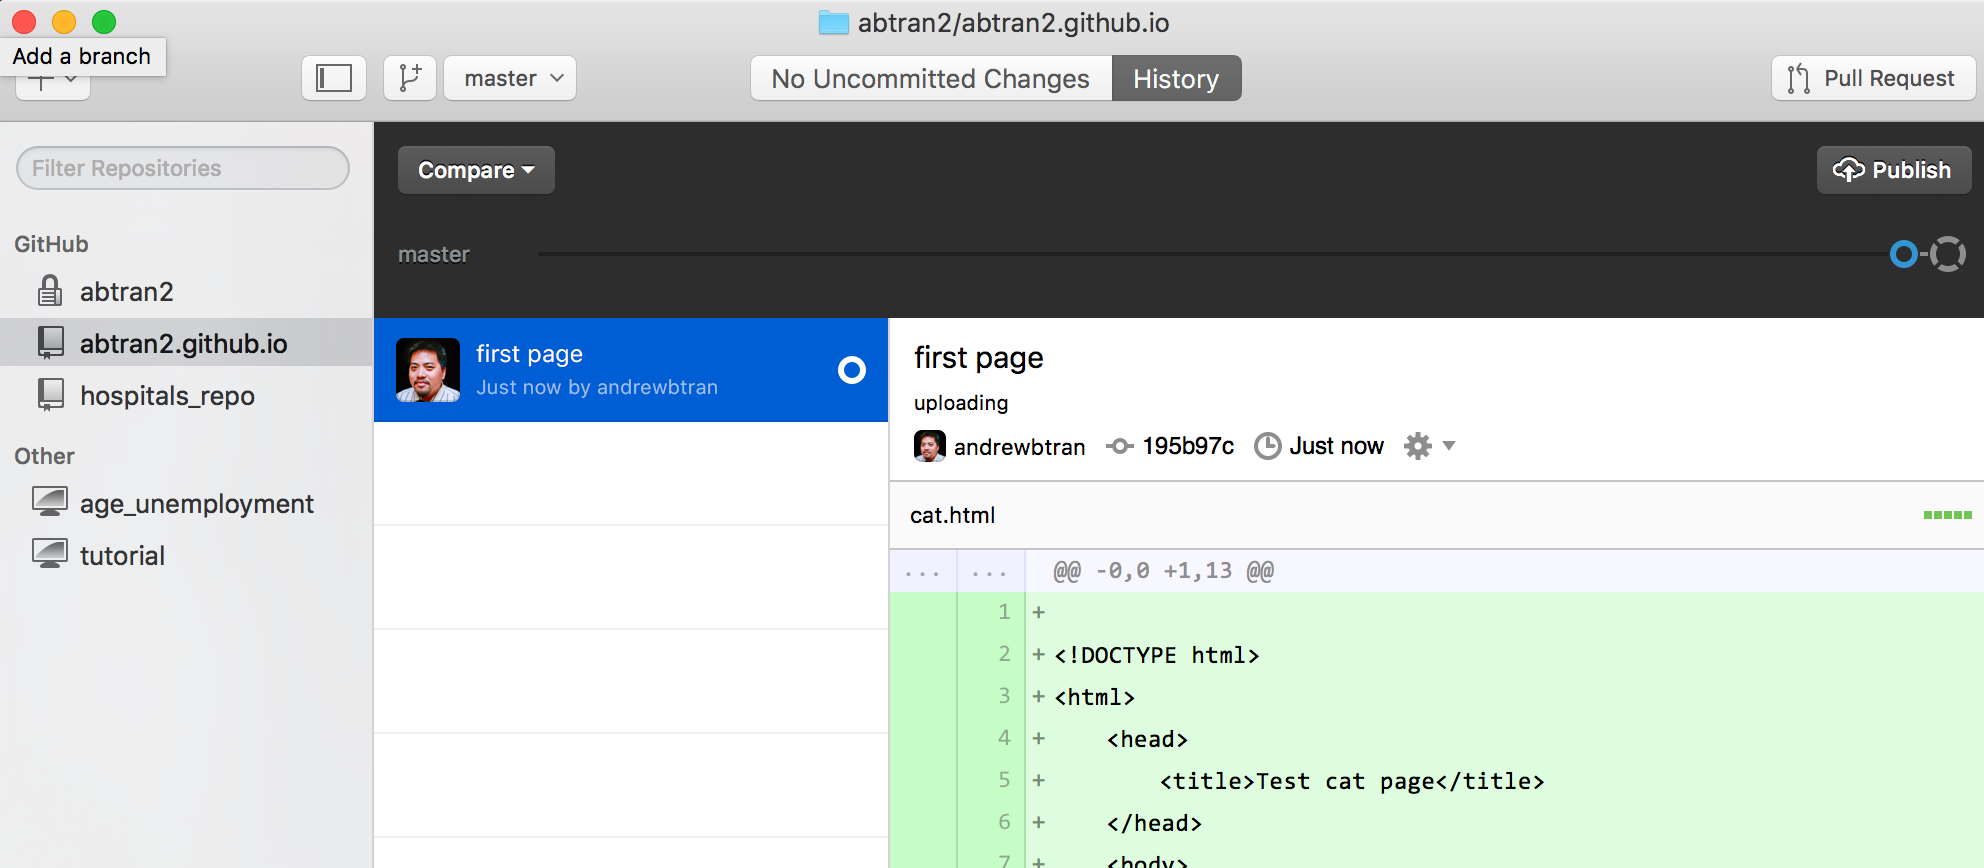 abtran2/abtran2.github.io
Add a branch
master
No Uncommitted Changes
History
Pull Request
Filter Repositories
GitHub
abtran2
abtran2.github.io
hospitals_repo
Other
age_unemployment
tutorial
Compare
Publish
master
first page
Just now by andrewbtran
first page
uploading
andrewbtran 195b97c Just now
cat.html
... ... @@ -0,0 +1,13 @@
1 +
2 + <!DOCTYPE html>
3 + <html>
4 + <head>
5 + <title>Test cat page</title>
6 + </head>
7 + <body>